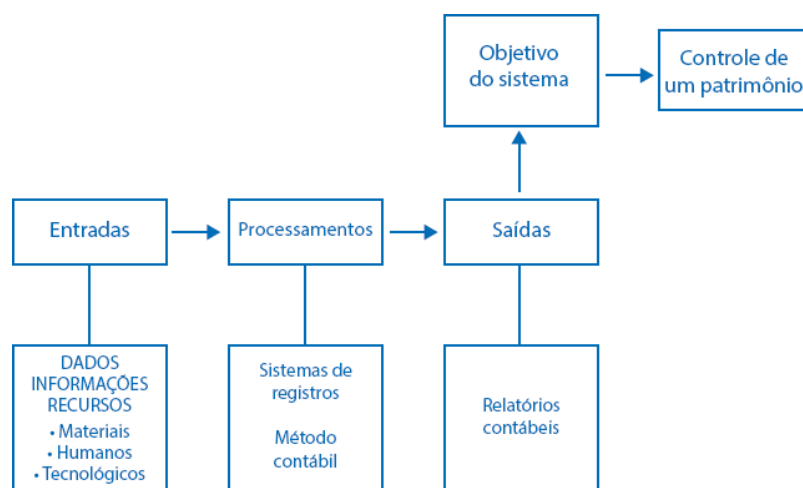 Objetivo
do sistema
Controle de
um patrimônio
Entradas
Processamentos
Saídas
DADOS
INFORMAÇÕES
RECURSOS
• Materiais
• Humanos
• Tecnológicos
Sistemas de
registros
Método
contábil
Relatórios
contábeis